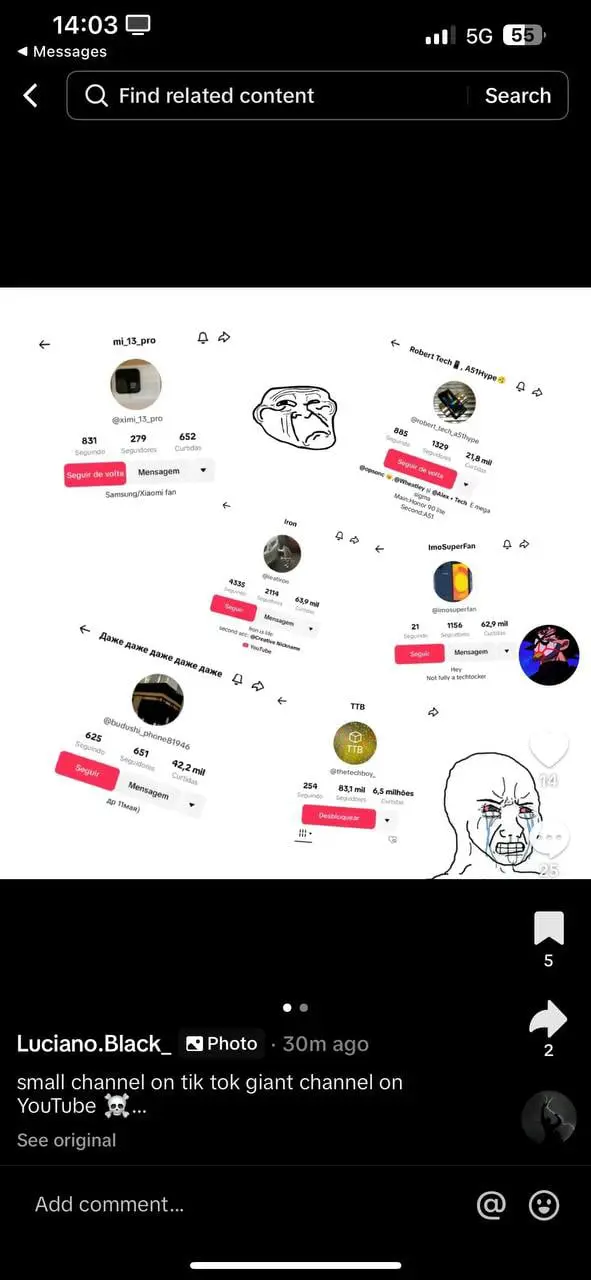 14:03
5G
55
Messages
Find related content
Search
mi_13_pro
@ximi_13_pro
831
279
652
Seguindo
Seguidores
Curtidas
Seguir de volta
Mensagem
Samsung/Xiaomi fan
Robert Tech📱, A51Hype
@robert_tech_a51hype
885
1329
21,8 mil
Seguindo
Seguidores
Curtidas
Seguir de volta
@opsonc @Wheatley @Alex • Tech É mega
sigma
Main:Honor 90 lite
Second:A51
Iron
4335
2114
63,9 mil
Seguindo
Seguidores
Curtidas
Seguir
Mensagem
Iron is life
second acc: @Creative Nickname
YouTube
ImoSuperFan
@imosuperfan
21
1156
62,9 mil
Seguindo
Seguidores
Curtidas
Seguir
Mensagem
Hey
Not fully a techtocker
Даже даже даже даже даже
@budushi_phone81946
625
651
42,2 mil
Seguindo
Seguidores
Curtidas
Seguir
Mensagem
др 11мая)
TTB
TTB
@thetechboy_
254
83,1 mil
6,5 milhões
Seguindo
Seguidores
Curtidas
Desbloquear
14
25
5
2
Luciano.Black_ Photo · 30m ago
small channel on tik tok giant channel on
YouTube ☠️...
See original
Add comment...